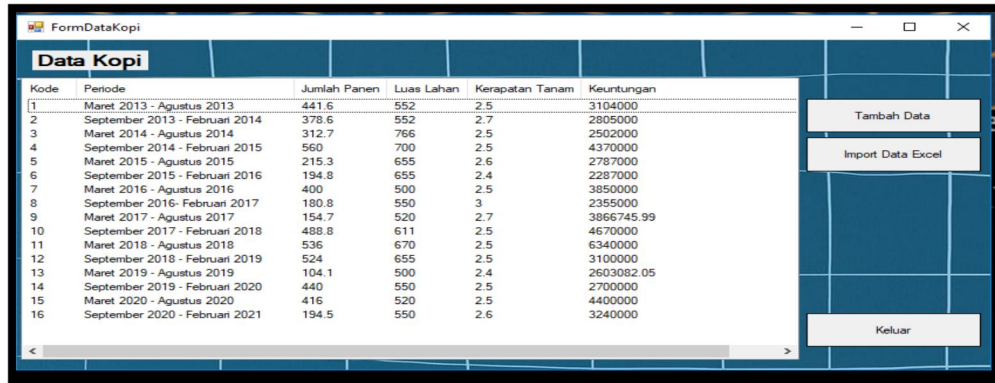 FormDataKopi
Data Kopi
Kode Periode Jumlah Panen Luas Lahan Kerapatan Tanam Keuntungan
1 Maret 2013 - Agustus 2013 441.6 552 2.5 3104000
2 September 2013 - Februari 2014 378.6 552 2.7 2805000
3 Maret 2014 - Agustus 2014 312.7 766 2.5 2502000
4 September 2014 - Februari 2015 560 700 2.5 4370000
5 Maret 2015 - Agustus 2015 215.3 655 2.6 2787000
6 September 2015 - Februari 2016 194.8 655 2.4 2287000
7 Maret 2016 - Agustus 2016 400 500 2.5 3850000
8 September 2016- Februari 2017 180.8 550 3 2355000
9 Maret 2017 - Agustus 2017 154.7 520 2.7 3866745.99
10 September 2017 - Februari 2018 488.8 611 2.5 4670000
11 Maret 2018 - Agustus 2018 536 670 2.5 6340000
12 September 2018 - Februari 2019 524 655 2.5 3100000
13 Maret 2019 - Agustus 2019 104.1 500 2.4 2603082.05
14 September 2019 - Februari 2020 440 550 2.5 2700000
15 Maret 2020 - Agustus 2020 416 520 2.5 4400000
16 September 2020 - Februari 2021 194.5 550 2.6 3240000
Tambah Data
Import Data Excel
Keluar